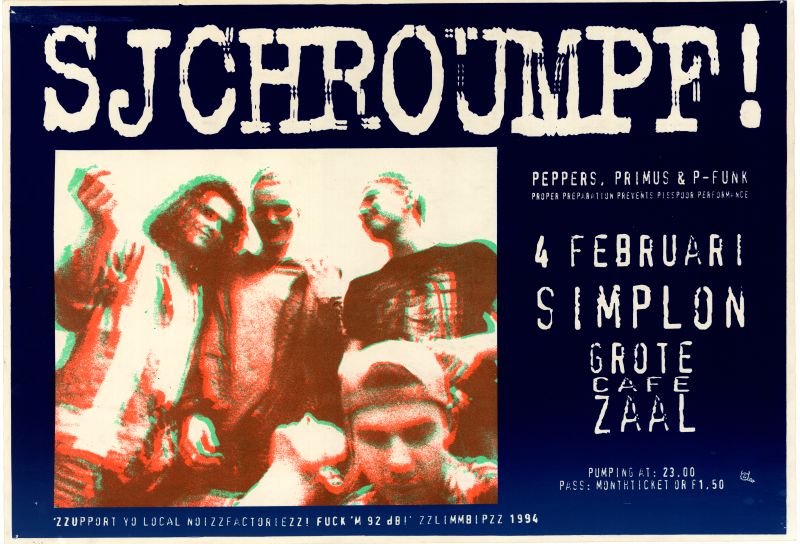 SJCHROÜMPF!
PEPPERS, PRIMUS & P-FUNK
PROPER PREPARATION PREVENTS PISSPOOR PERFORMANCE
4 FEBRUARI
SIMPLON
GROTE
CAFE
ZAAL
PUMPING AT: 23.00
PASS: MONTHTICKET OR F1.50
'ZZUPPORT YO LOCAL NOIZZFACTORIEZZ! FUCK 'M 92 dB!' ZZLIMMBIPZZ 1994